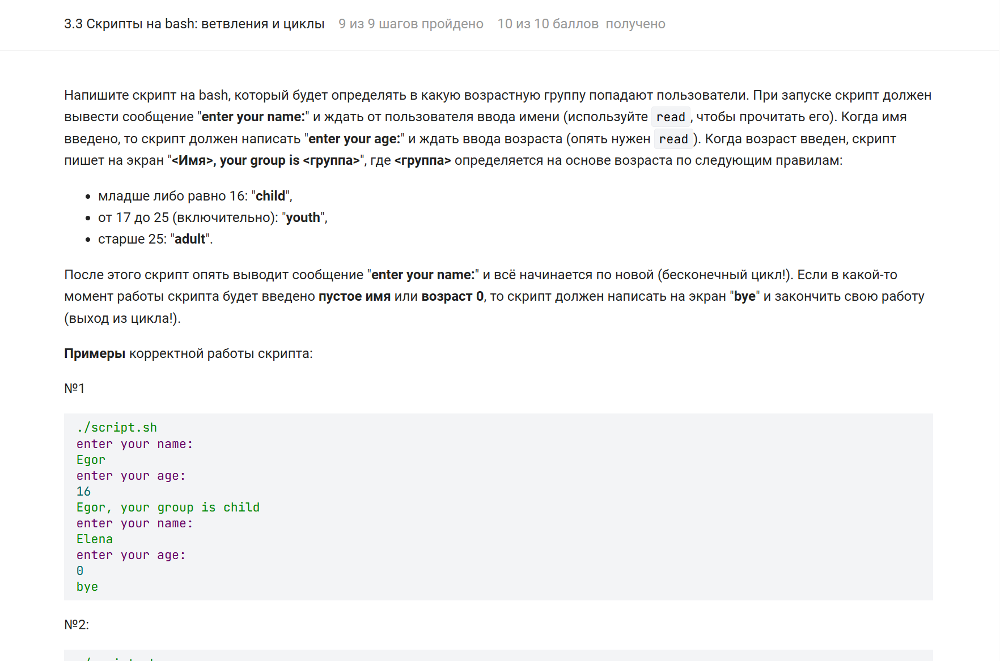 3.3 Скрипты на bash: ветвления и циклы 9 из 9 шагов пройдено 10 из 10 баллов получено
Напишите скрипт на bash, который будет определять в какую возрастную группу попадают пользователи. При запуске скрипт должен
вывести сообщение "enter your name:" и ждать от пользователя ввода имени (используйте read, чтобы прочитать его). Когда имя
введено, то скрипт должен написать "enter your age:" и ждать ввода возраста (опять нужен read). Когда возраст введен, скрипт
пишет на экран "<Имя>, your group is <группа>", где <группа> определяется на основе возраста по следующим правилам:
• младше либо равно 16: "child",
• от 17 до 25 (включительно): "youth",
• старше 25: "adult".
После этого скрипт опять выводит сообщение "enter your name:" и всё начинается по новой (бесконечный цикл!). Если в какой-то
момент работы скрипта будет введено пустое имя или возраст 0, то скрипт должен написать на экран "bye" и закончить свою работу
(выход из цикла!).
Примеры корректной работы скрипта:
№1
./script.sh
enter your name:
Egor
enter your age:
16
Egor, your group is child
enter your name:
Elena
enter your age:
0
bye
№2: